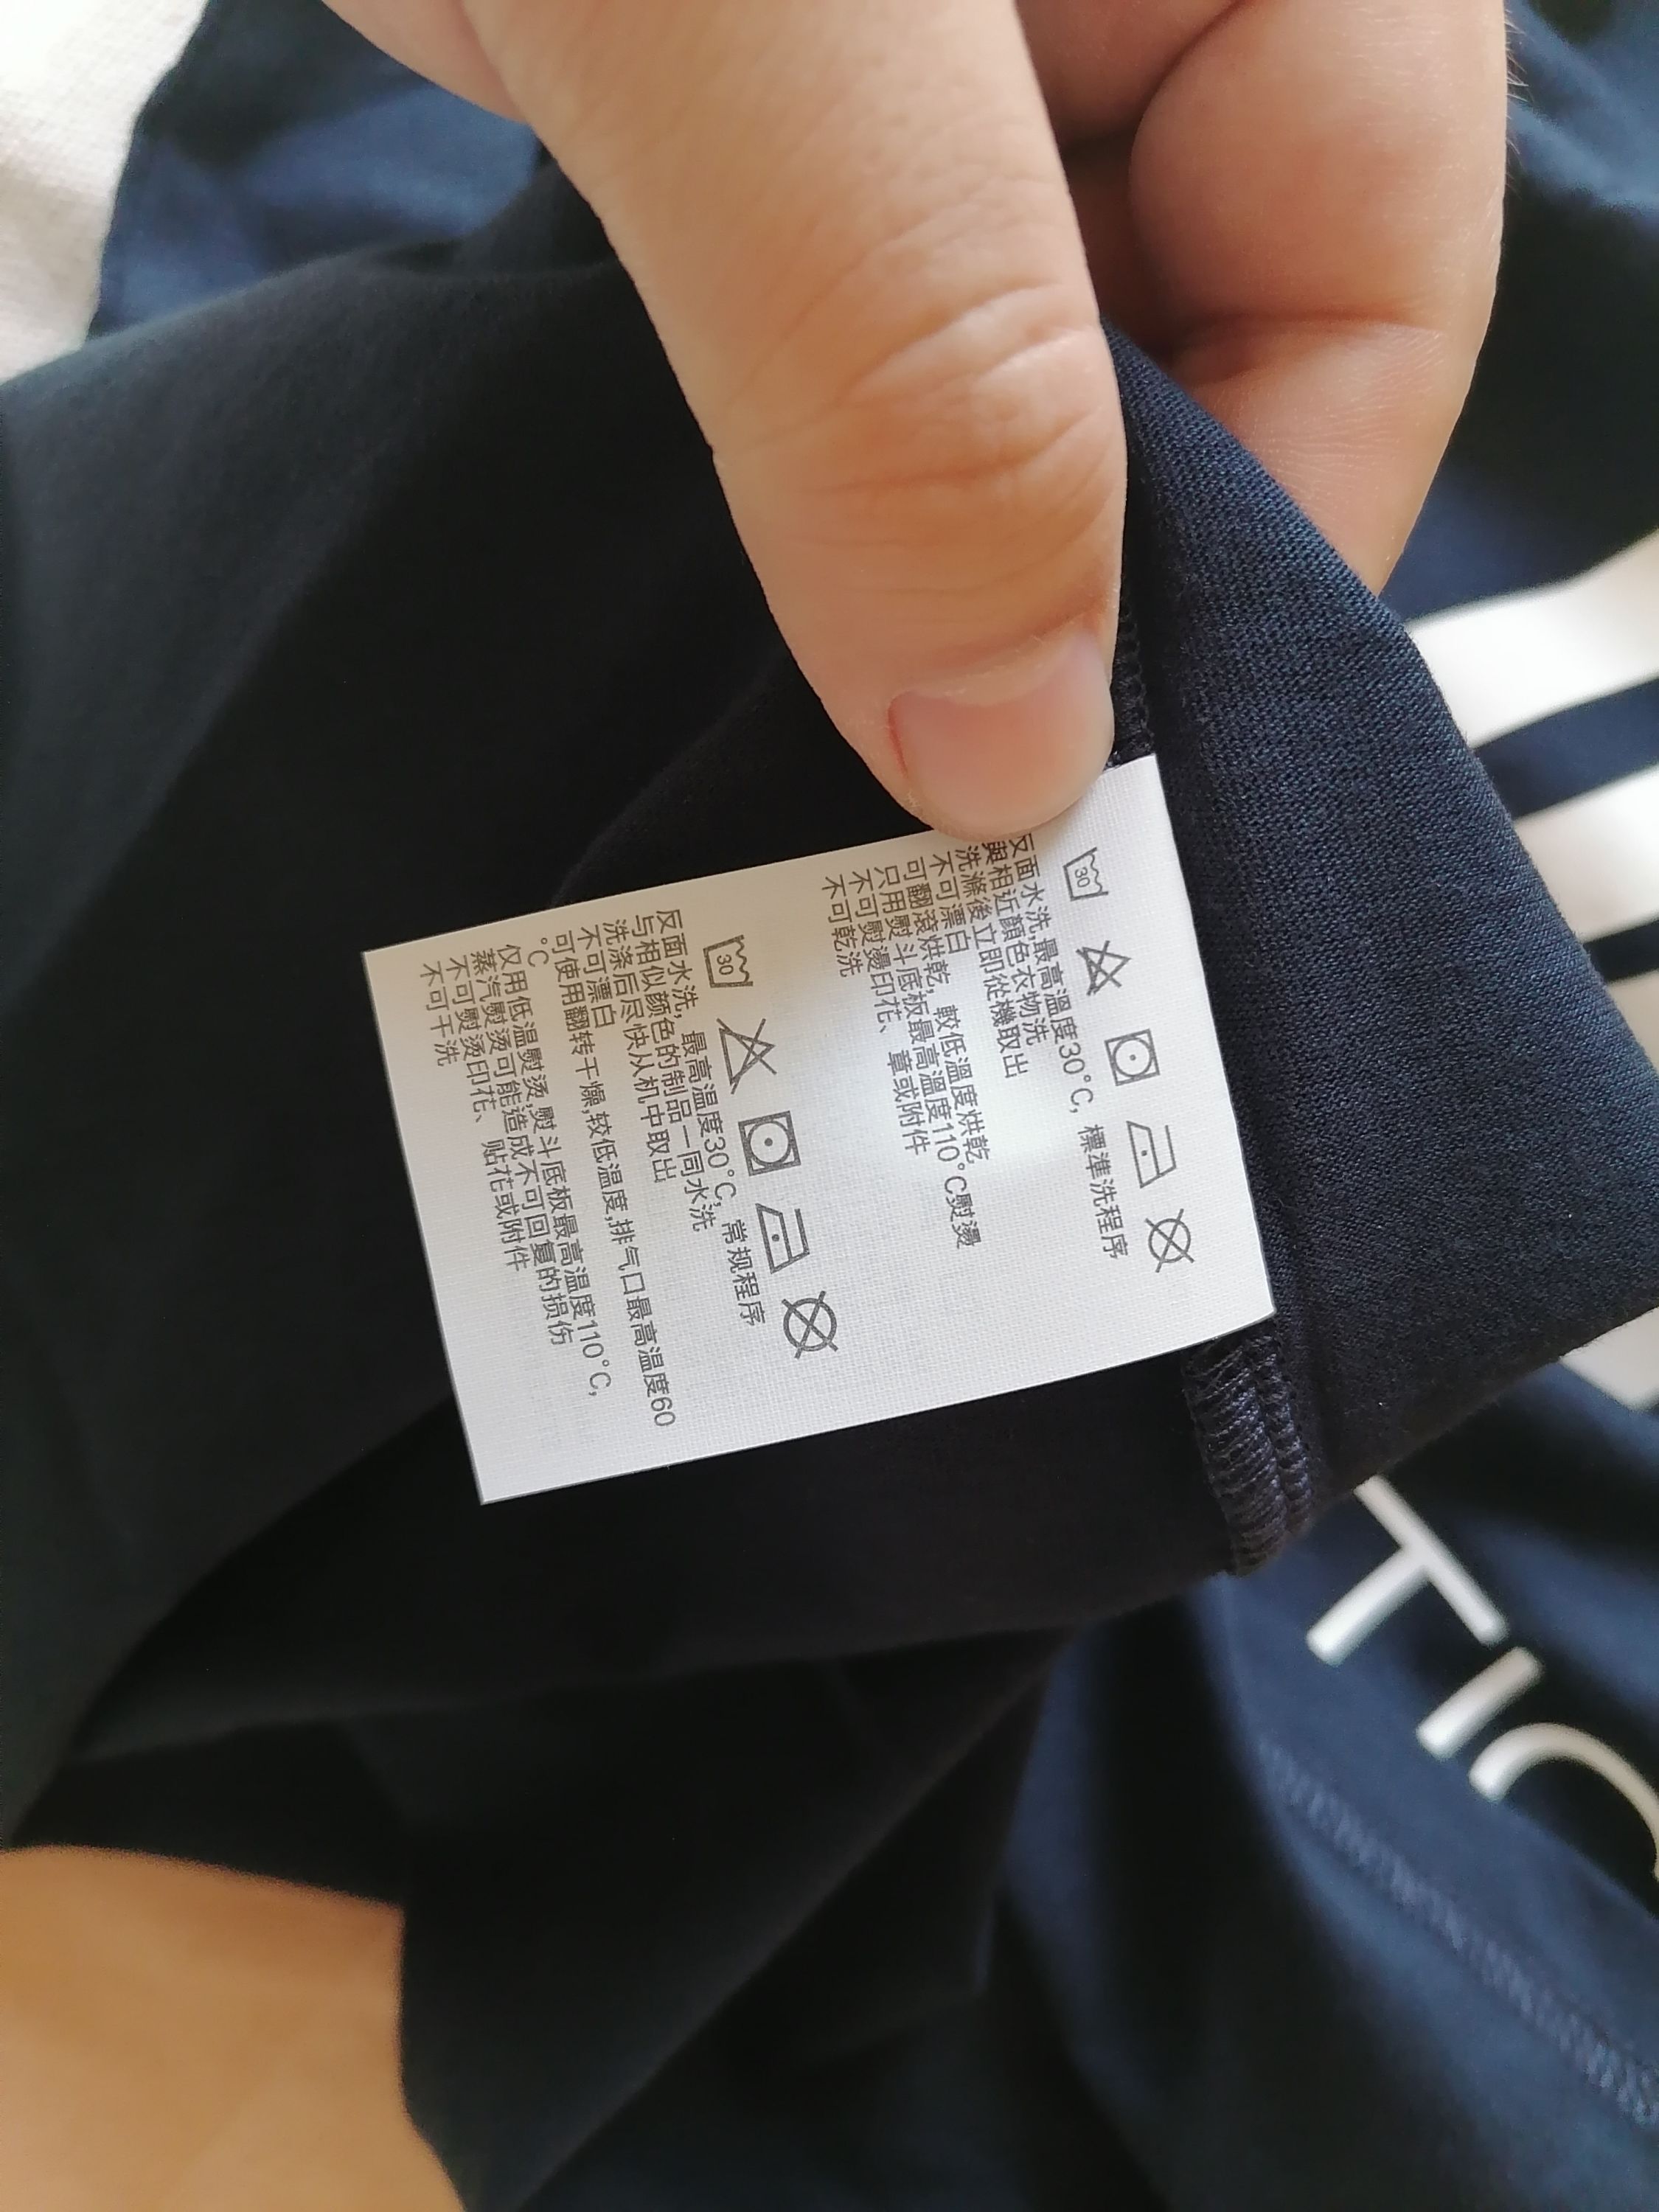 30
反面水洗,最高溫度30°C, 標準洗程序
與相近顏色衣物洗
洗滌後立即從機取出
不可漂白
可翻滾烘乾, 較低溫度烘乾
只用熨斗底板最高溫度110°C熨燙
不可熨燙印花、 章或附件
不可乾洗
30
反面水洗, 最高温度30°C, 常规程序
与相似颜色的制品一同水洗
洗涤后尽快从机中取出
不可漂白
可使用翻转干燥,较低温度,排气口最高温度60
°C
仅用低温熨烫,熨斗底板最高温度110°C,
蒸汽熨烫可能造成不可回复的损伤
不可熨烫印花、 贴花或附件
不可干洗